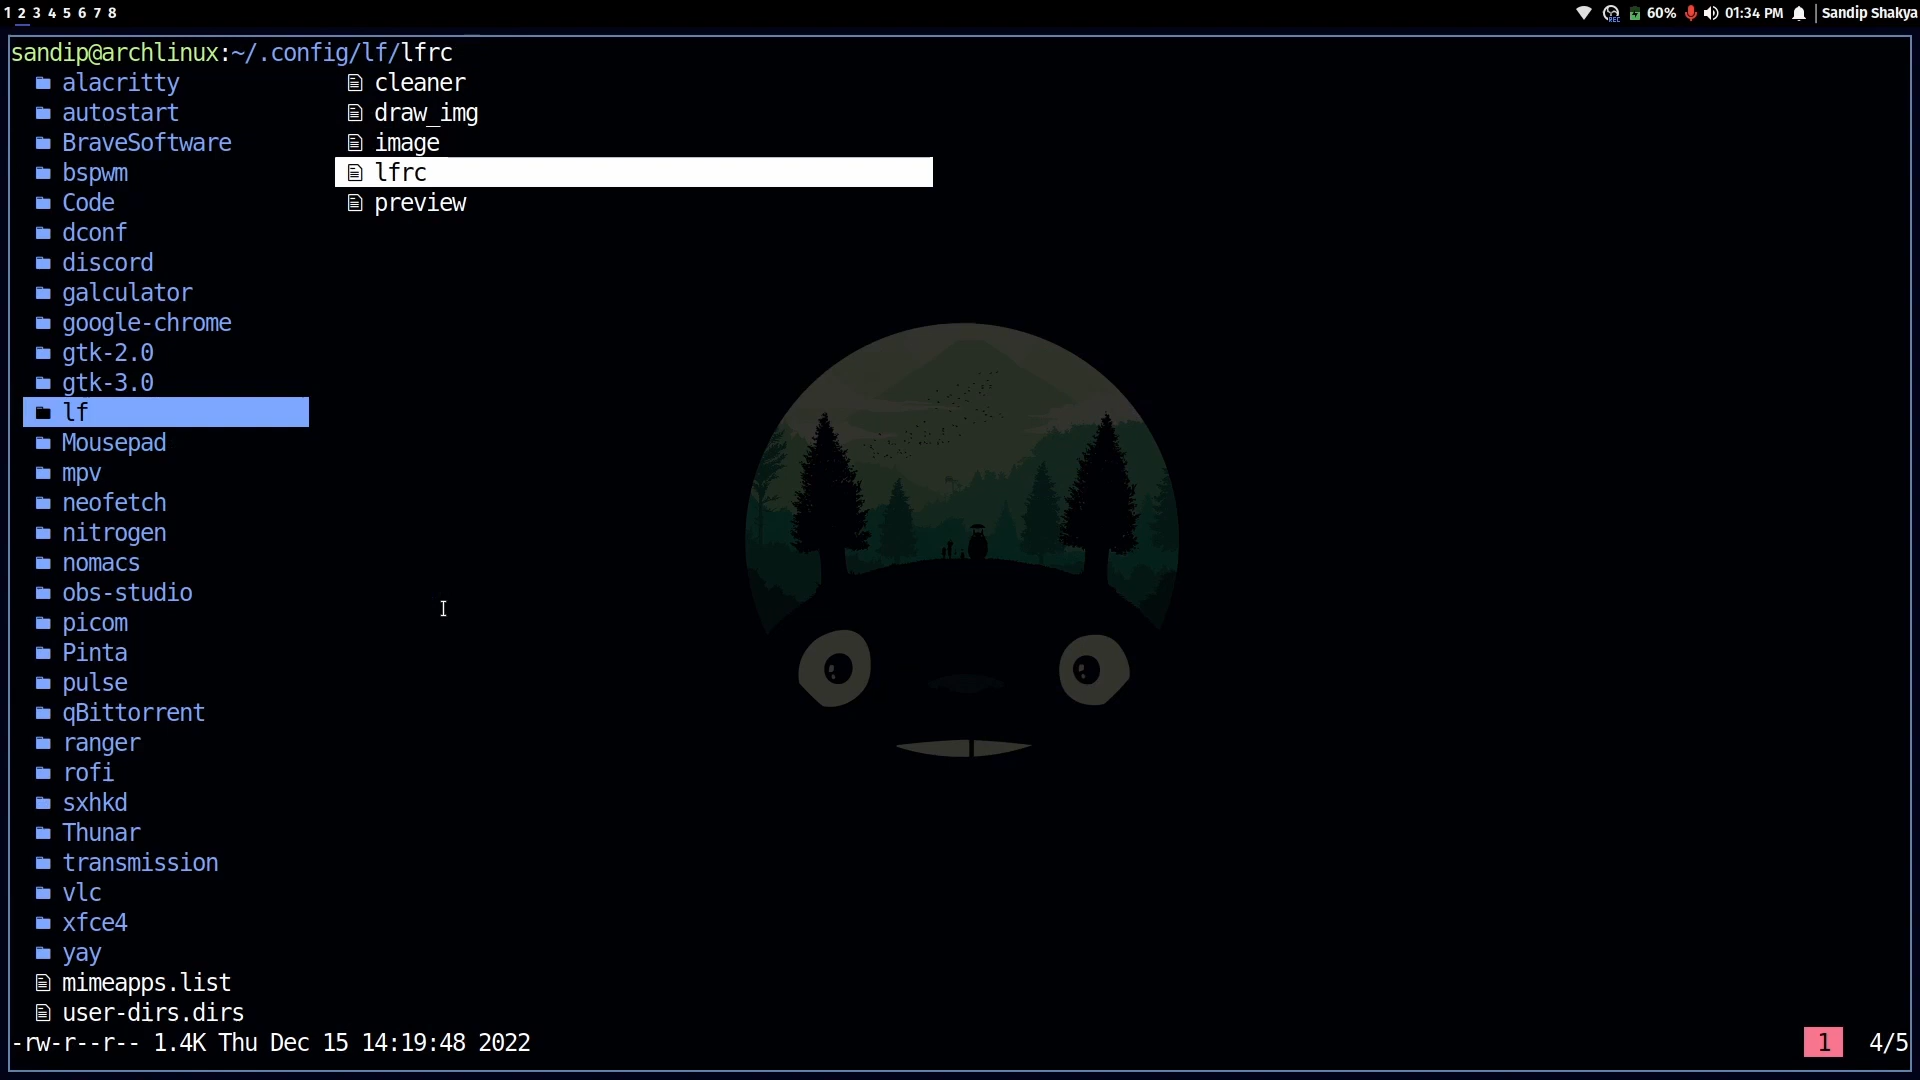 1 2 3 4 5 6 7 8
REC 60% 01:34 PM Sandip Shakya
sandip@archlinux:~/.config/lf/lfrc
alacritty
autostart
BraveSoftware
bspwm
Code
dconf
discord
galculator
google-chrome
gtk-2.0
gtk-3.0
lf
Mousepad
mpv
neofetch
nitrogen
nomacs
obs-studio
picom
Pinta
pulse
qBittorrent
ranger
rofi
sxhkd
Thunar
transmission
vlc
xfce4
yay
mimeapps.list
user-dirs.dirs
cleaner
draw_img
image
lfrc
preview
-rw-r--r-- 1.4K Thu Dec 15 14:19:48 2022
1 4/5